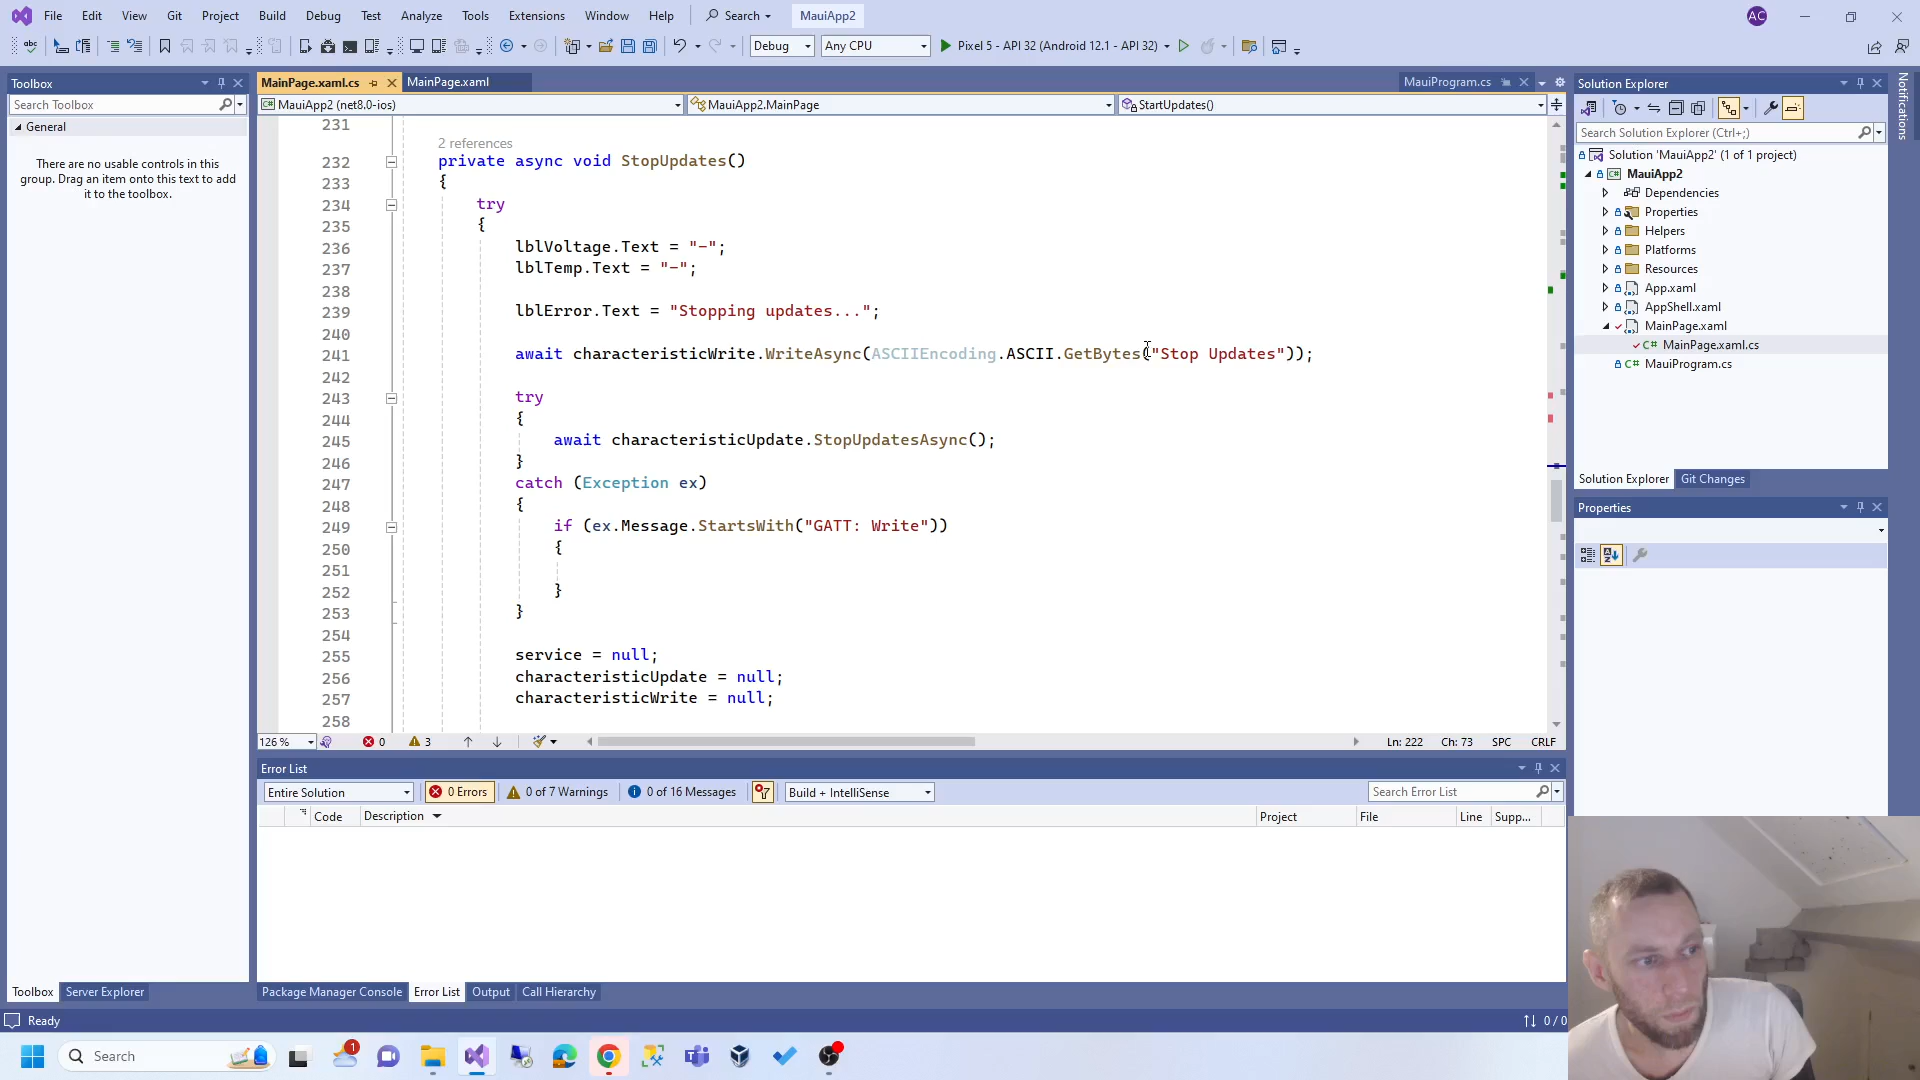 File Edit View Git Project Build Debug Test Analyze Tools Extensions Window Help Search MauiApp2 AC
Debug Any CPU Pixel 5 - API 32 (Android 12.1 - API 32)
Toolbox
Search Toolbox
General
There are no usable controls in this
group. Drag an item onto this text to add
it to the toolbox.
Toolbox Server Explorer
MainPage.xaml.cs MainPage.xaml MauiProgram.cs
MauiApp2 (net8.0-ios) MauiApp2.MainPage StartUpdates()
231
2 references
232 private async void StopUpdates()
233 {
234 try
235 {
236 lblVoltage.Text = "-";
237 lblTemp.Text = "-";
238
239 lblError.Text = "Stopping updates...";
240
241 await characteristicWrite.WriteAsync(ASCIIEncoding.ASCII.GetBytes("Stop Updates"));
242
243 try
244 {
245 await characteristicUpdate.StopUpdatesAsync();
246 }
247 catch (Exception ex)
248 {
249 if (ex.Message.StartsWith("GATT: Write"))
250 {
251
252 }
253 }
254
255 service = null;
256 characteristicUpdate = null;
257 characteristicWrite = null;
258
126 % 0 3 Ln: 222 Ch: 73 SPC CRLF
Error List
Entire Solution 0 Errors 0 of 7 Warnings 0 of 16 Messages Build + IntelliSense Search Error List
Code Description Project File Line Supp...
Package Manager Console Error List Output Call Hierarchy
Solution Explorer
Search Solution Explorer (Ctrl+;)
Solution 'MauiApp2' (1 of 1 project)
MauiApp2
Dependencies
Properties
Helpers
Platforms
Resources
App.xaml
AppShell.xaml
MainPage.xaml
MainPage.xaml.cs
MauiProgram.cs
Solution Explorer Git Changes
Properties
Notifications
Ready 0 / 0
Search 1